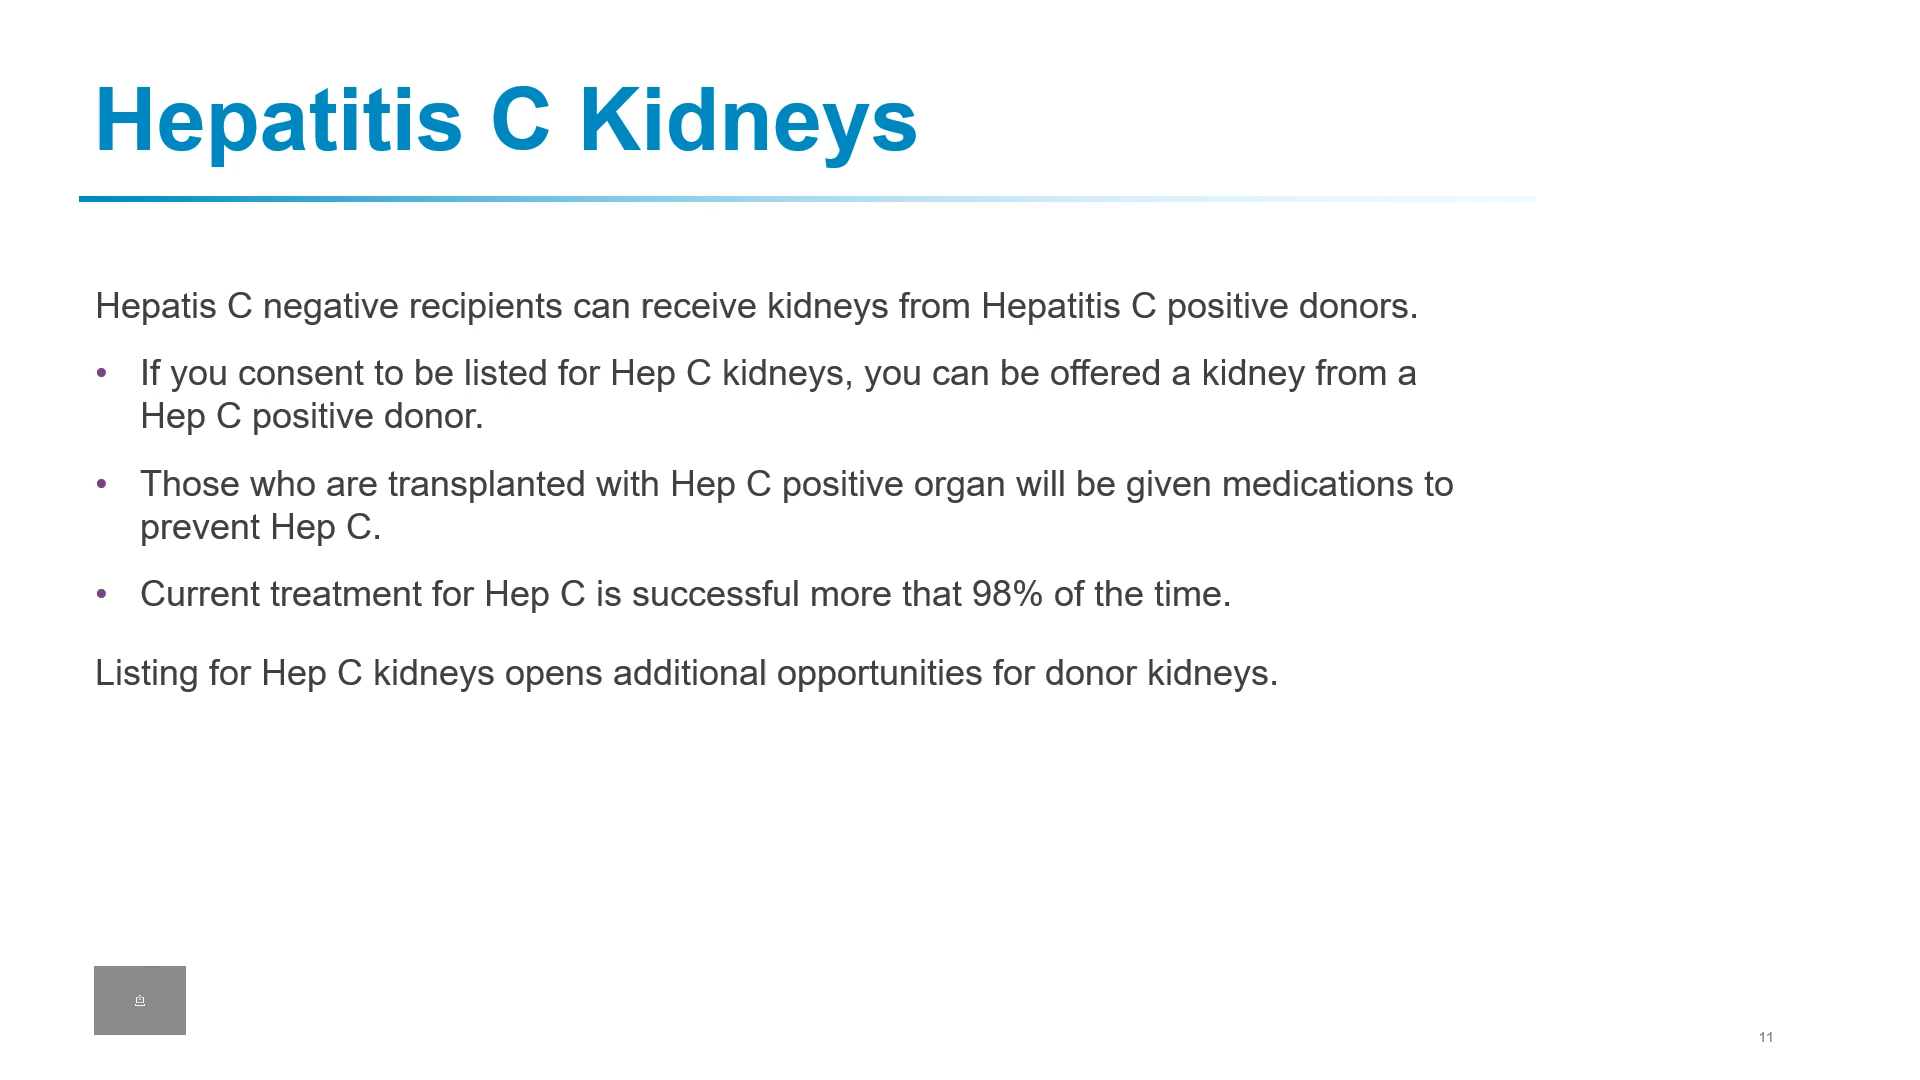 Hepatitis C Kidneys
Hepatis C negative recipients can receive kidneys from Hepatitis C positive donors.
• If you consent to be listed for Hep C kidneys, you can be offered a kidney from a
Hep C positive donor.
• Those who are transplanted with Hep C positive organ will be given medications to
prevent Hep C.
• Current treatment for Hep C is successful more that 98% of the time.
Listing for Hep C kidneys opens additional opportunities for donor kidneys.
11